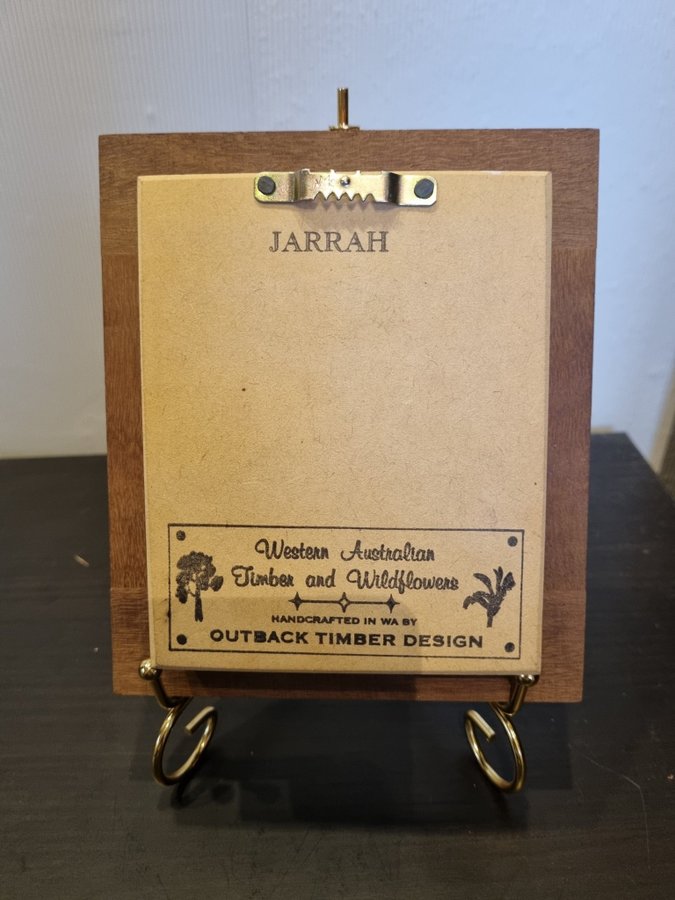 JARRAH
Western Australian
Timber and Wildflowers
HANDCRAFTED IN WA BY
OUTBACK TIMBER DESIGN